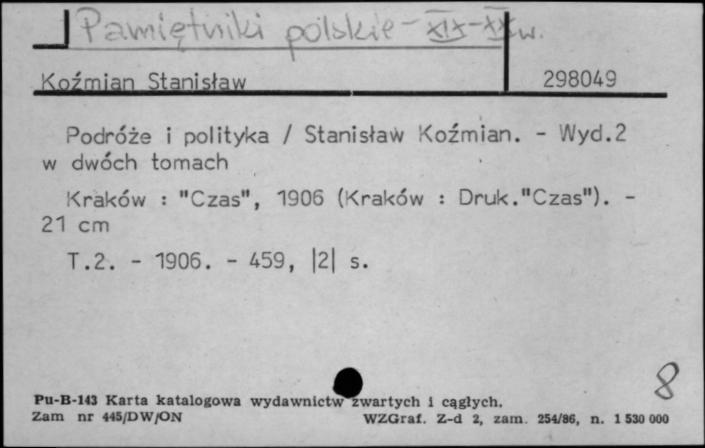 Pamiętniki polskie - XIX-XX w.
Koźmian Stanisław 298049
Podróże i polityka / Stanisław Koźmian. - Wyd.2
w dwóch tomach
Kraków : "Czas", 1906 (Kraków : Druk."Czas"). -
21 cm
T.2. - 1906. - 459, |2| s.
8
Pu-B-143 Karta katalogowa wydawnictw zwartych i cągłych.
Zam nr 445/DW/ON WZGraf. Z-d 2, zam. 254/86, n. 1 530 000